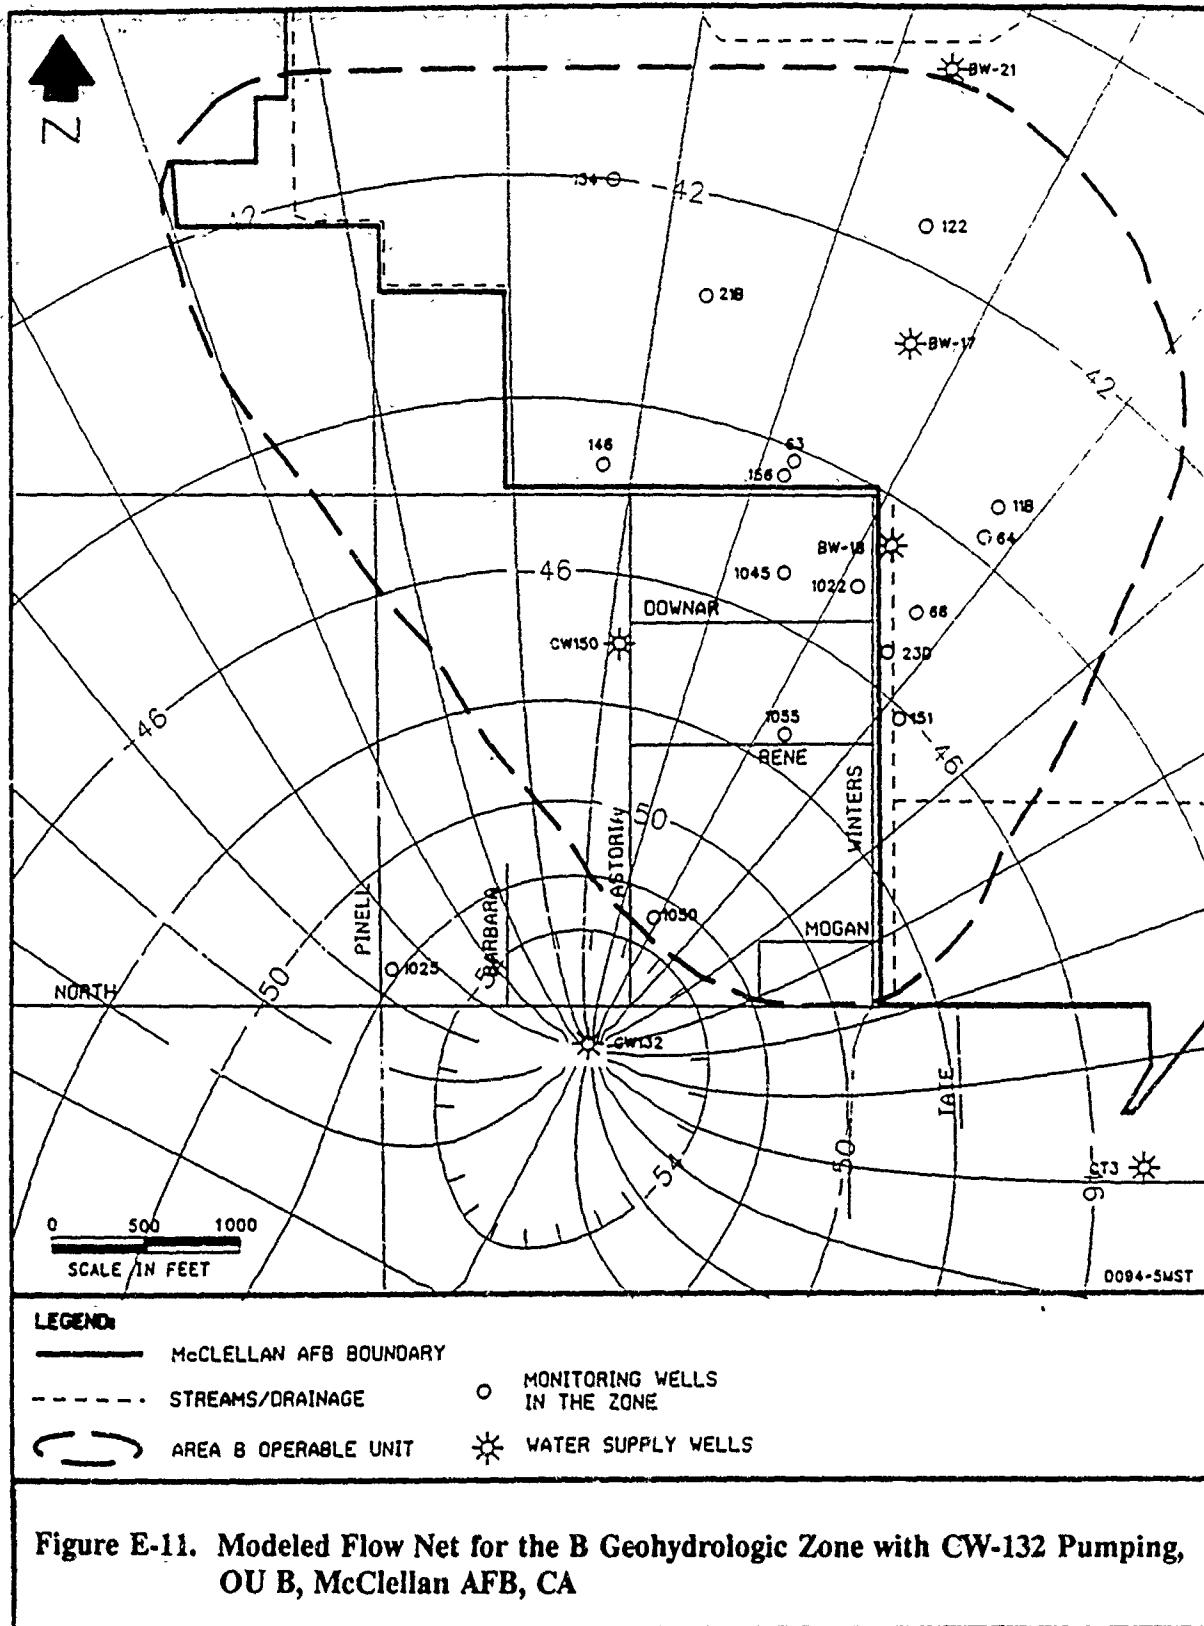 N
BW-21
134
-42-
42
122
21B
BW-17
-42-
146
63
156
11B
64
BW-18
1045
1022
-46-
DOWNAR
66
CW150
23D
-46-
1055
151
RENE
-46-
WINTERS
ASTORIA
-50-
PINELL
BARBARA
1050
MOGAN
1025
-50-
NORTH
CW132
TATE
-50-
-54
CT3
0 500 1000
SCALE IN FEET
D094-5MST
LEGEND:
McCLELLAN AFB BOUNDARY
STREAMS/DRAINAGE
MONITORING WELLS
IN THE ZONE
AREA B OPERABLE UNIT
WATER SUPPLY WELLS
Figure E-11. Modeled Flow Net for the B Geohydrologic Zone with CW-132 Pumping,
OU B, McClellan AFB, CA